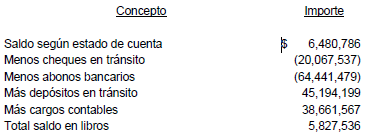 Concepto Importe
Saldo según estado de cuenta $ 6,480,786
Menos cheques en tránsito (20,067,537)
Menos abonos bancarios (64,441,479)
Más depósitos en tránsito 45,194,199
Más cargos contables 38,661,567
Total saldo en libros 5,827,536